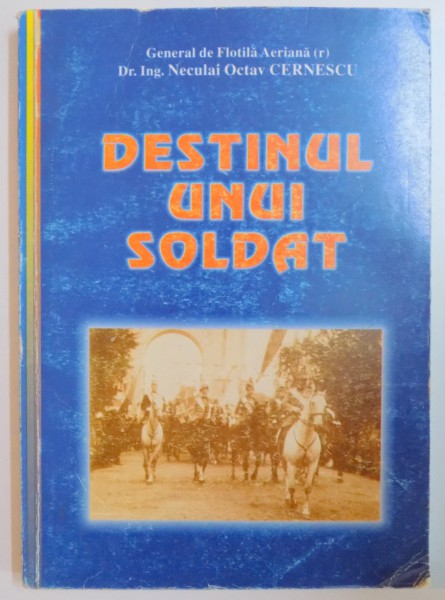 General de Flotilă Aeriană (r)
Dr. Ing. Neculai Octav CERNESCU
DESTINUL
UNUI
SOLDAT